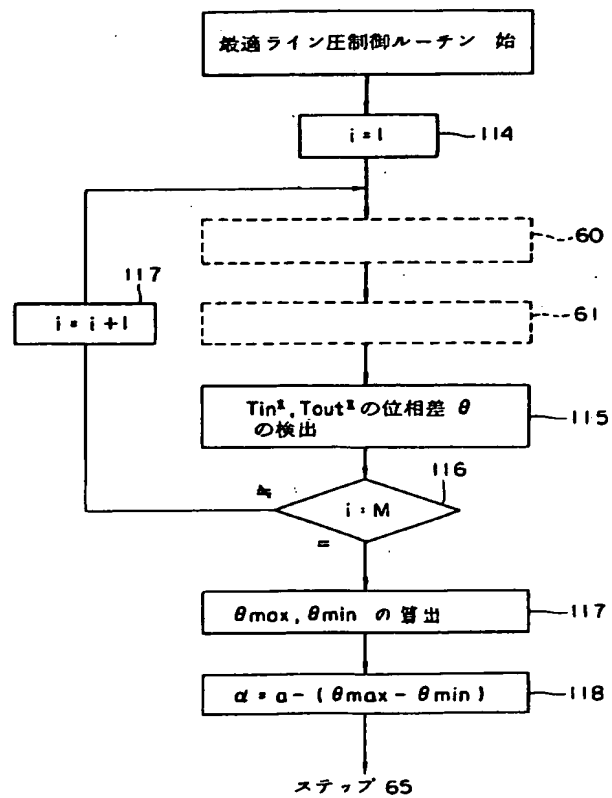 最適ライン圧制御ルーチン 始
i = 1
114
60
117
i = i + 1
61
Tin*, Tout* の位相差 θ
の検出
115
116
≒
i : M
=
θmax, θmin の算出
117
α = a - ( θmax - θmin )
118
ステップ 65